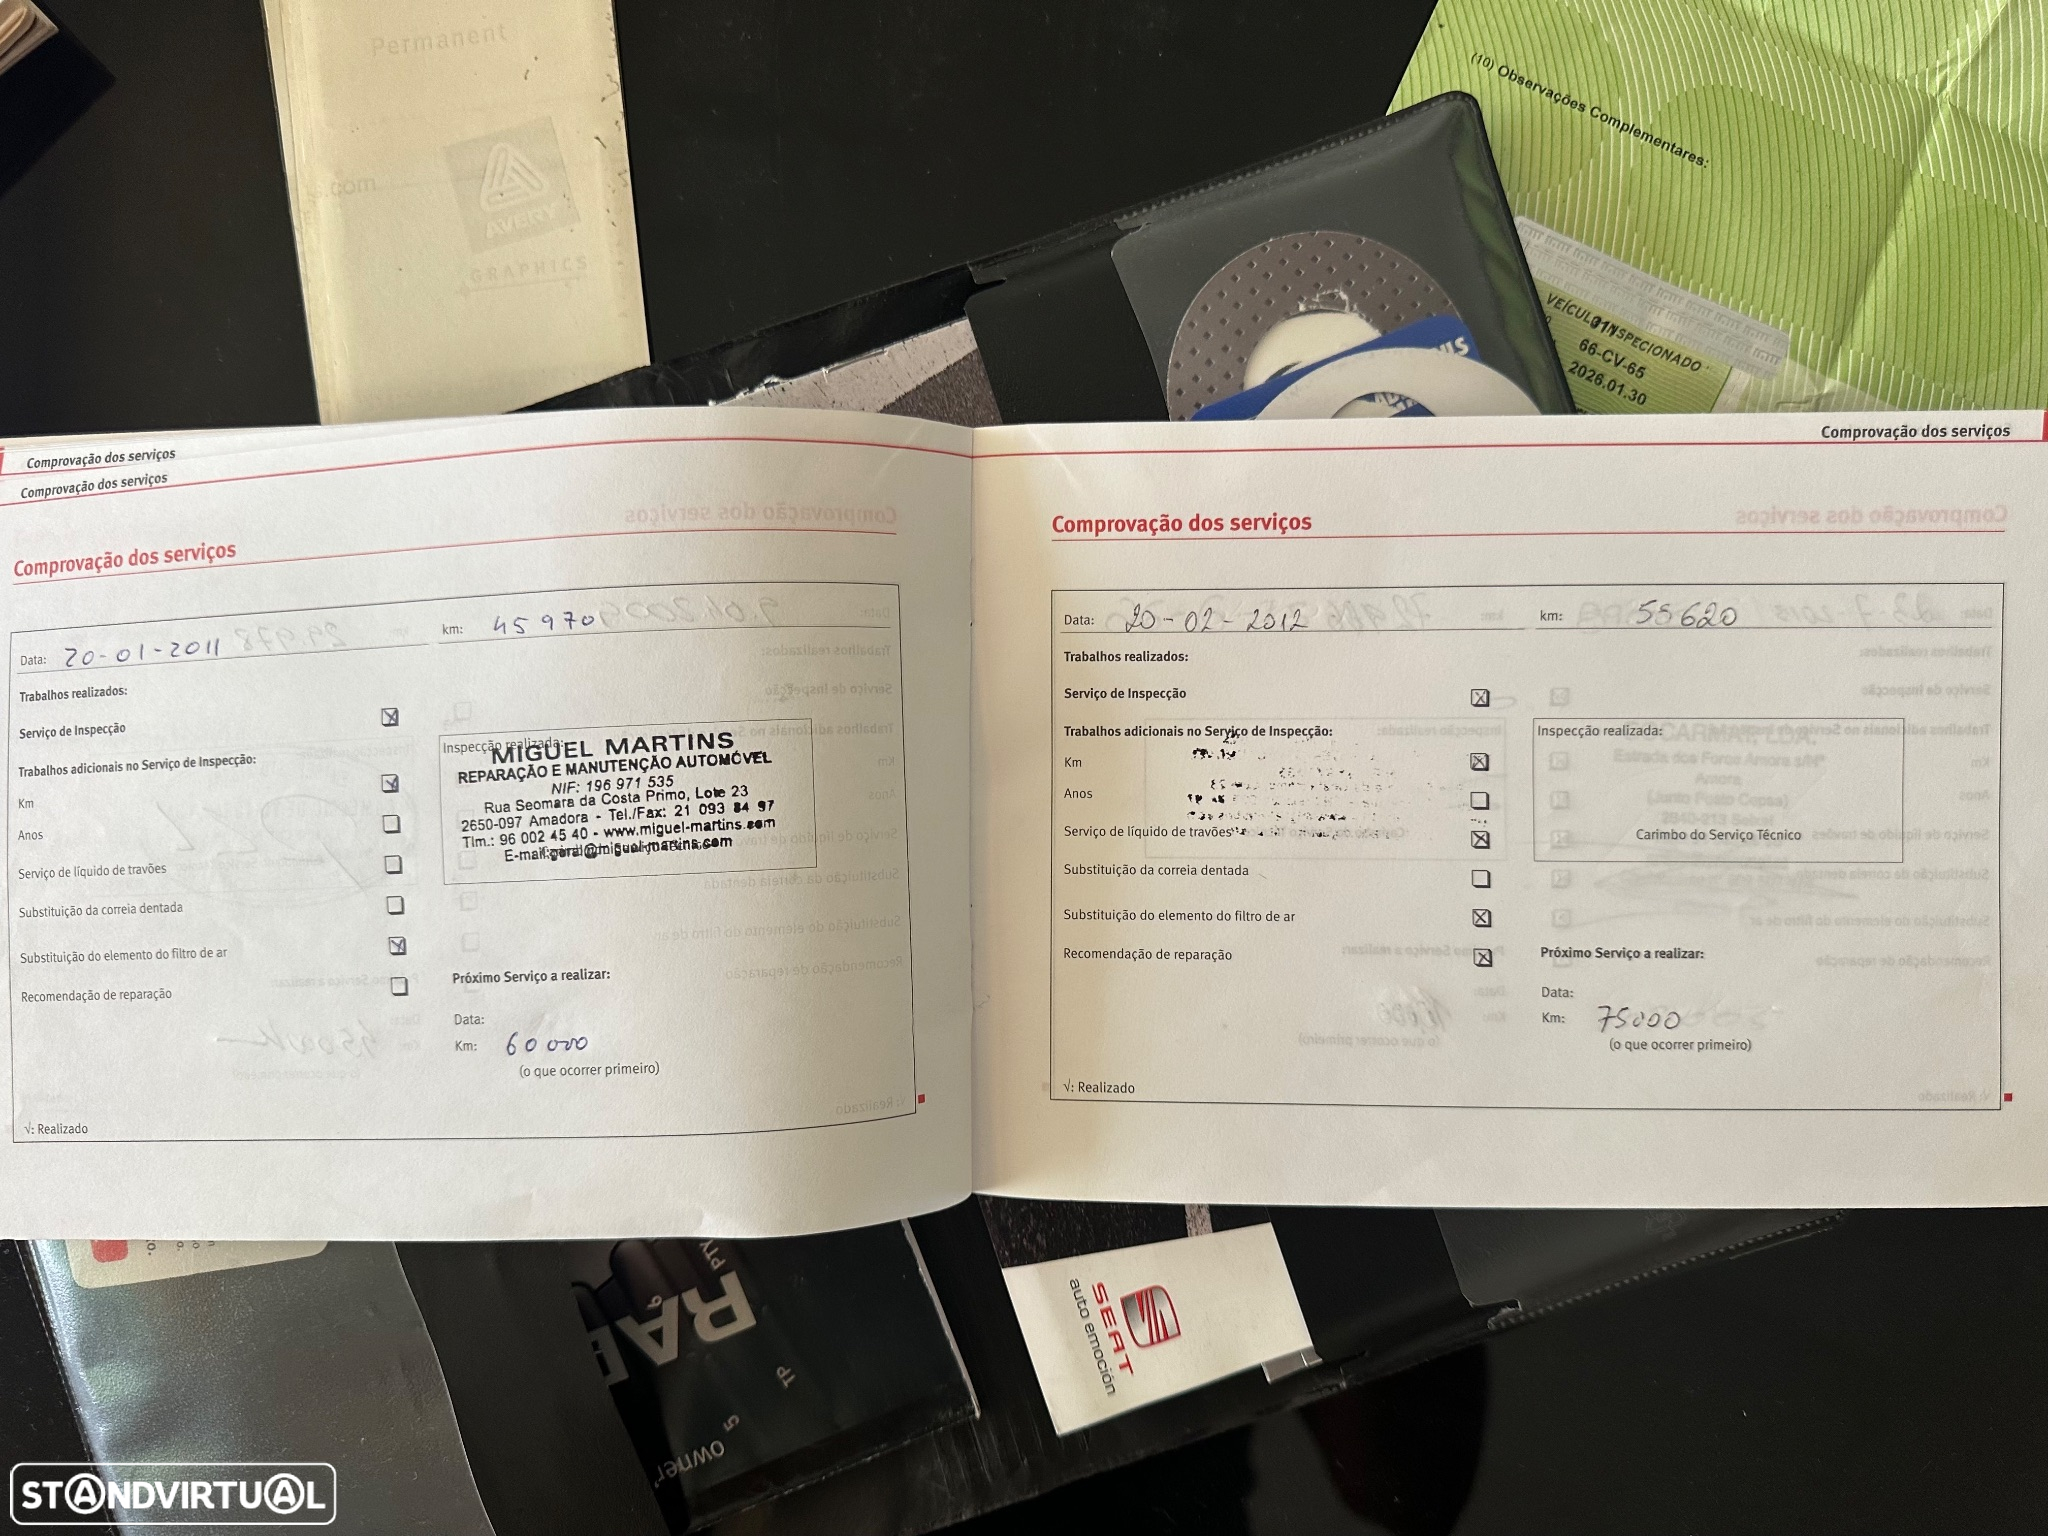 Permanent
s.com
AVERY
GRAPHICS
(10) Observações Complementares:
VEÍCULO INSPECIONADO
66-CV-65
2026.01.30
Comprovação dos serviços
Comprovação dos serviços
Comprovação dos serviços
Data: 20-01-2011
km: 45970
Trabalhos realizados:
Serviço de Inspecção
Trabalhos adicionais no Serviço de Inspecção:
Km
Anos
Serviço de líquido de travões
Substituição da correia dentada
Substituição do elemento do filtro de ar
Recomendação de reparação
√: Realizado
Inspecção realizada:
MIGUEL MARTINS
REPARAÇÃO E MANUTENÇÃO AUTOMÓVEL
NIF: 196 971 535
Rua Seomara da Costa Primo, Lote 23
2650-097 Amadora - Tel./Fax: 21 093 84 97
Tlm.: 96 002 45 40 - www.miguel-martins.com
E-mail:geral@miguel-martins.com
Próximo Serviço a realizar:
Data:
Km: 60000
(o que ocorrer primeiro)
Comprovação dos serviços
Comprovação dos serviços
Data: 20-02-2012
km: 55620
Trabalhos realizados:
Serviço de Inspecção
Trabalhos adicionais no Serviço de Inspecção:
Km
Anos
Serviço de líquido de travões
Substituição da correia dentada
Substituição do elemento do filtro de ar
Recomendação de reparação
√: Realizado
Inspecção realizada:
Carimbo do Serviço Técnico
Próximo Serviço a realizar:
Data:
Km: 75000
(o que ocorrer primeiro)
SEAT
auto emoción
owner
STANDVIRTUAL